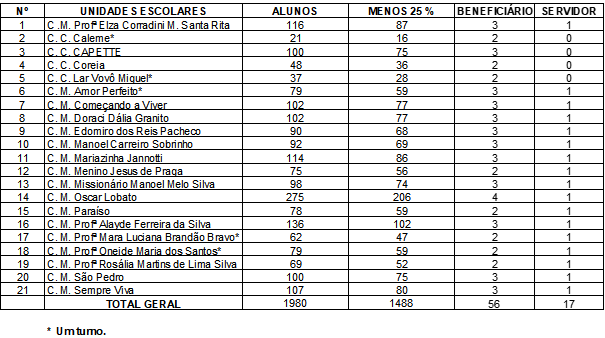 Nº UNIDADES ESCOLARES ALUNOS MENOS 25 % BENEFICIÁRIO SERVIDOR
1 C .M. Profª Elza Corradini M. Santa Rita 116 87 3 1
2 C. C. Caleme* 21 16 2 0
3 C. C. CAPETTE 100 75 3 0
4 C. C. Coreia 48 36 2 0
5 C. C. Lar Vovô Miguel* 37 28 2 0
6 C. M. Amor Perfeito* 79 59 3 1
7 C. M. Começando a Viver 102 77 3 1
8 C. M. Doraci Dália Granito 102 77 3 1
9 C. M. Edomiro dos Reis Pacheco 90 68 3 1
10 C. M. Manoel Carreiro Sobrinho 92 69 3 1
11 C. M. Mariazinha Jannotti 114 86 3 1
12 C. M. Menino Jesus de Praga 75 56 2 1
13 C. M. Missionário Manoel Melo Silva 98 74 3 1
14 C. M. Oscar Lobato 275 206 4 1
15 C. M. Paraíso 78 59 2 1
16 C. M. Profª Alayde Ferreira da Silva 136 102 3 1
17 C. M. Profª Mara Luciana Brandão Bravo* 62 47 2 1
18 C. M. Profª Oneide Maria dos Santos* 79 59 2 1
19 C. M. Profª Rosália Martins de Lima Silva 69 52 2 1
20 C. M. São Pedro 100 75 3 1
21 C. M. Sempre Viva 107 80 3 1
TOTAL GERAL 1980 1488 56 17
* Um turno.